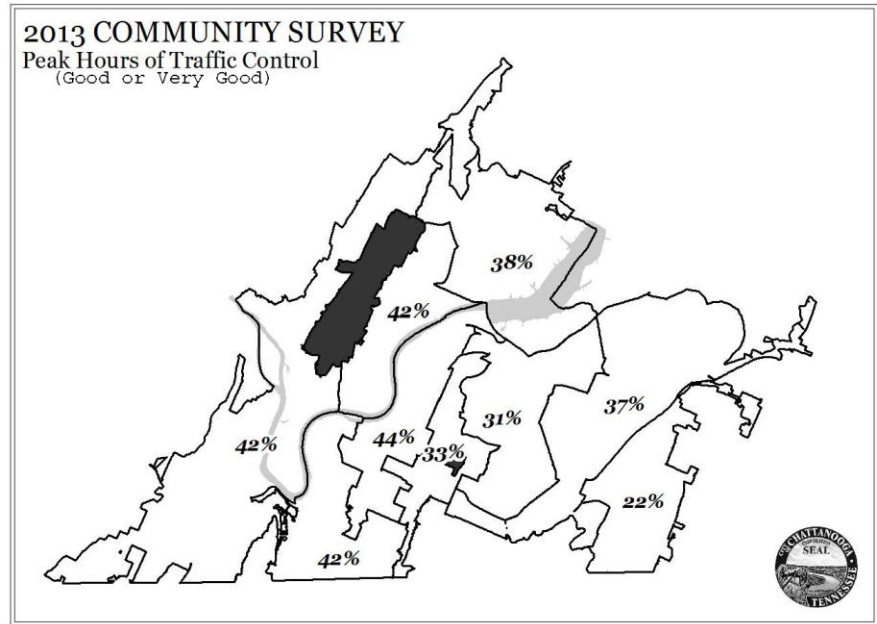 2013 COMMUNITY SURVEY
Peak Hours of Traffic Control
(Good or Very Good)
38%
42%
37%
31%
42%
44%
33%
22%
42%
CHATTANOOGA
SEAL
TENNESSEE